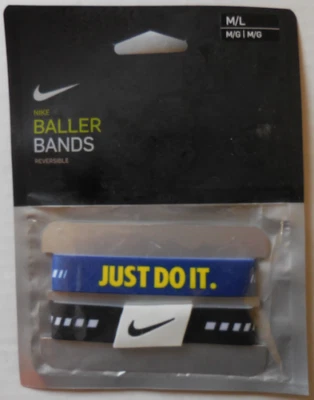 M/L
M/G | M/G
NIKE
BALLER
BANDS
REVERSIBLE
JUST DO IT.